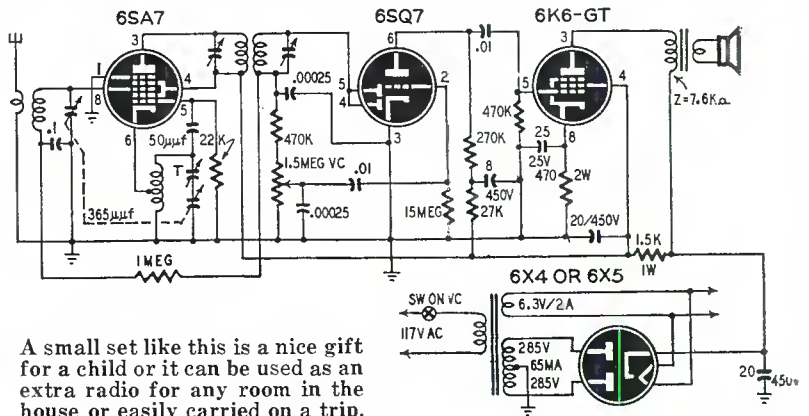 6SA7
6SQ7
6K6-GT
3
1
8
4
5
6
.1
50μμf
22K
T
365μμf
1 MEG
.00025
470K
1.5MEG VC
.00025
.01
5
4
6
2
3
15MEG
270K
27K
8
450V
.01
470K
5
3
4
8
25
25V
470
2W
20/450V
1.5K
1W
Z=7.6KΩ
6X4 OR 6X5
SW ON VC
117V AC
6.3V/2A
285V
65MA
285V
20
A small set like this is a nice gift
for a child or it can be used as an
extra radio for any room in the
house or easily carried on a trip.